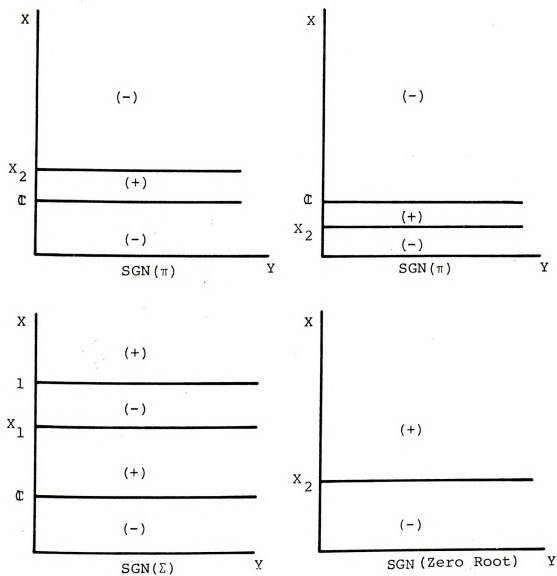 X
(-)
X2
(+)
ℂ
(-)
SGN(π)
Y
X
(-)
ℂ
(+)
X2
(-)
SGN(π)
Y
X
(+)
1
(-)
X1
(+)
ℂ
(-)
SGN(Σ)
Y
X
(+)
X2
(-)
SGN(Zero Root)
Y